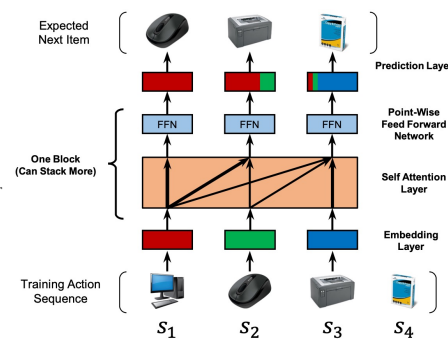 Expected
Next Item
Prediction Laye
FFN
FFN
FFN
Point-Wise
Feed Forward
Network
One Block
(Can Stack More)
Self Attention
Layer
Embedding
Layer
Training Action
Sequence
S1
S2
S3
S4